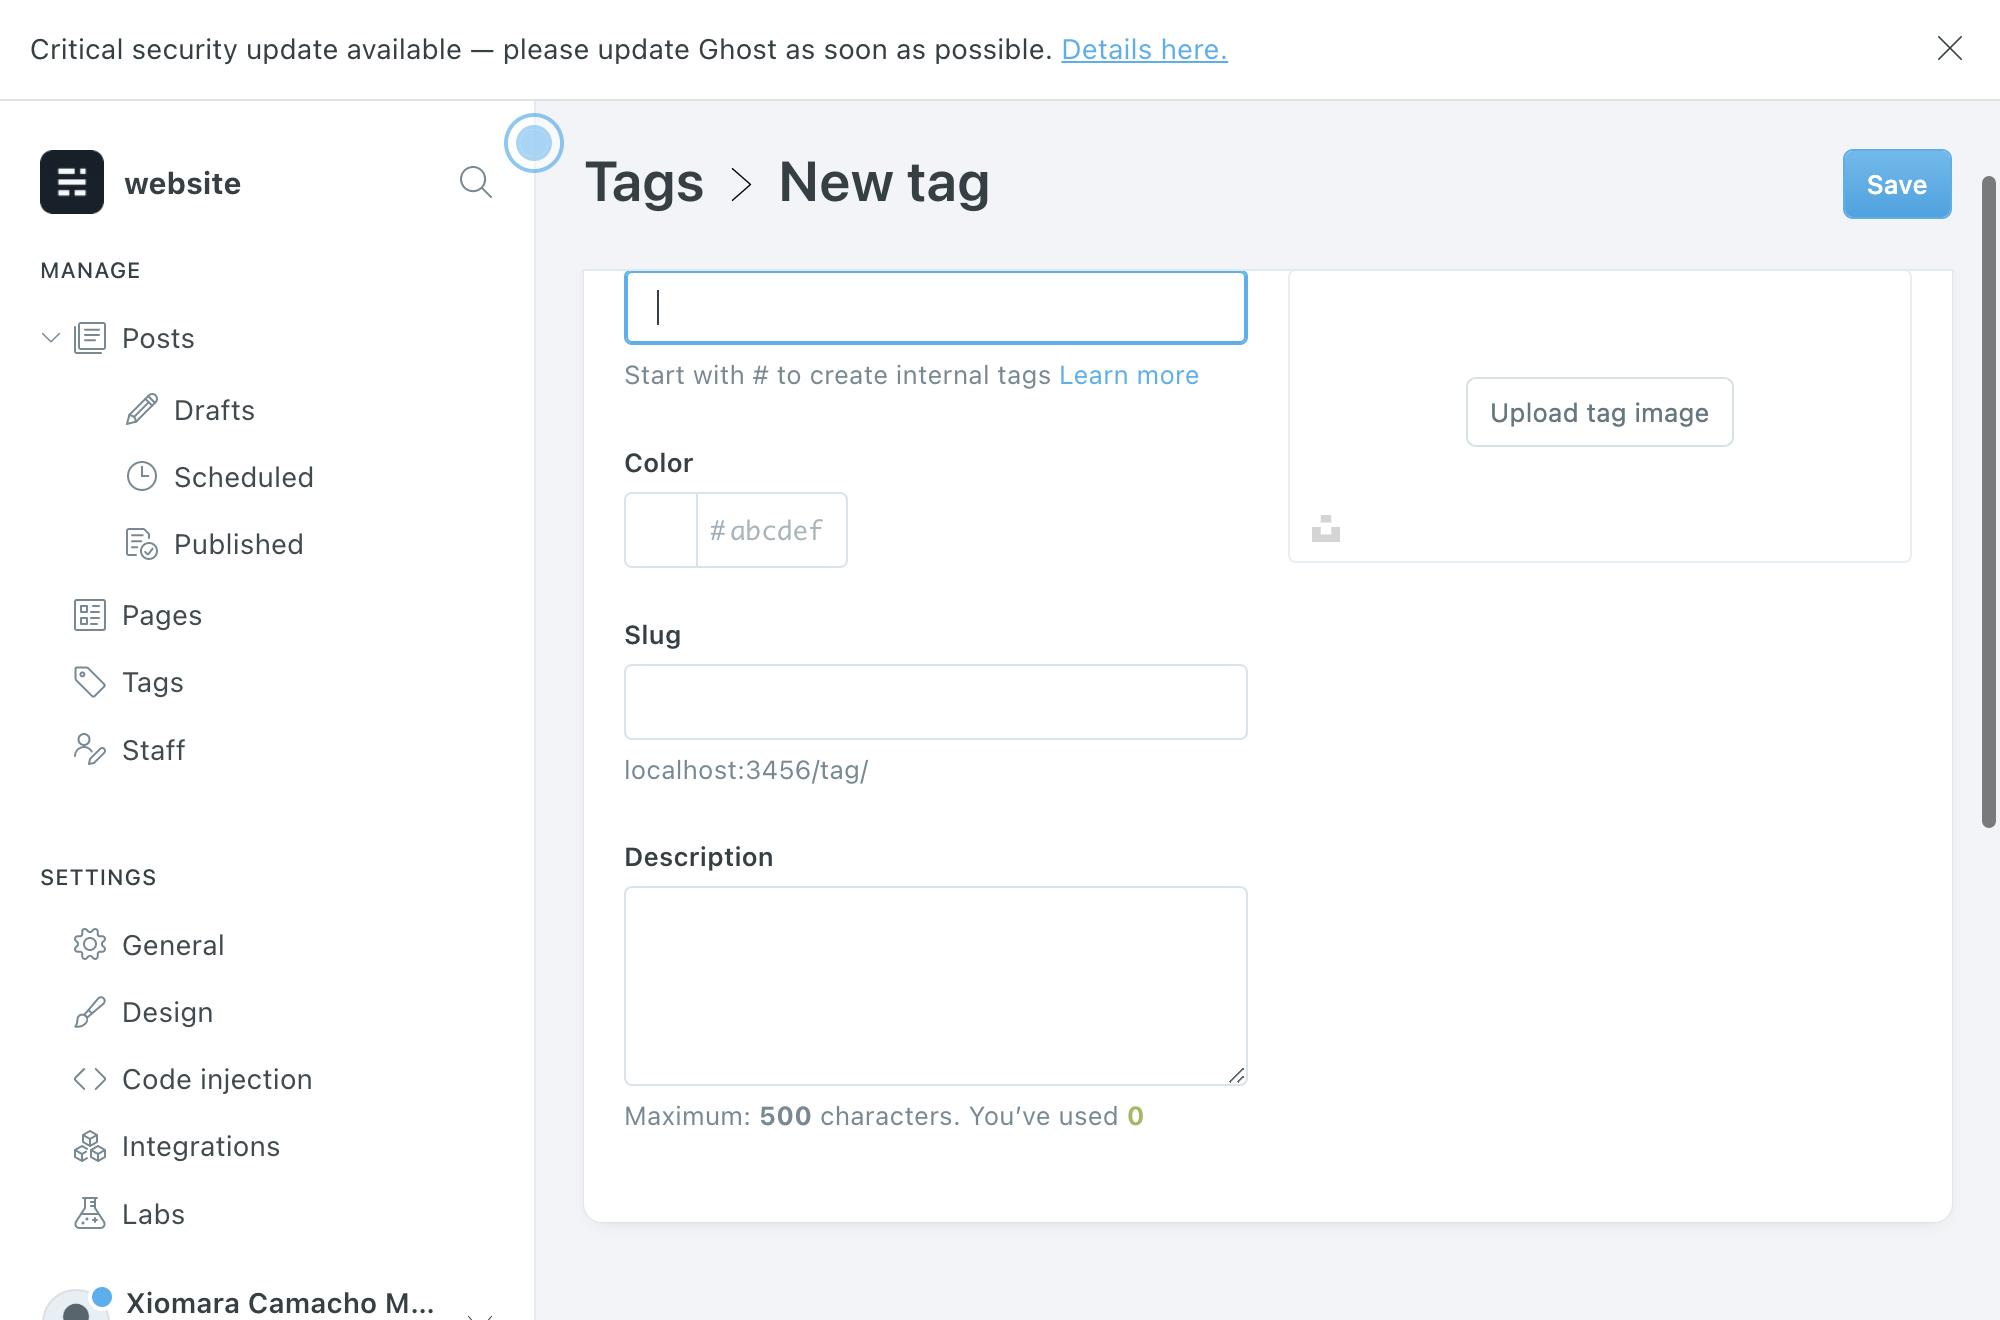 Critical security update available — please update Ghost as soon as possible. Details here.
website
Tags > New tag
Save
MANAGE
Posts
Drafts
Scheduled
Published
Pages
Tags
Staff
SETTINGS
General
Design
Code injection
Integrations
Labs
Xiomara Camacho M...
Start with # to create internal tags Learn more
Color
#abcdef
Slug
localhost:3456/tag/
Description
Maximum: 500 characters. You’ve used 0
Upload tag image